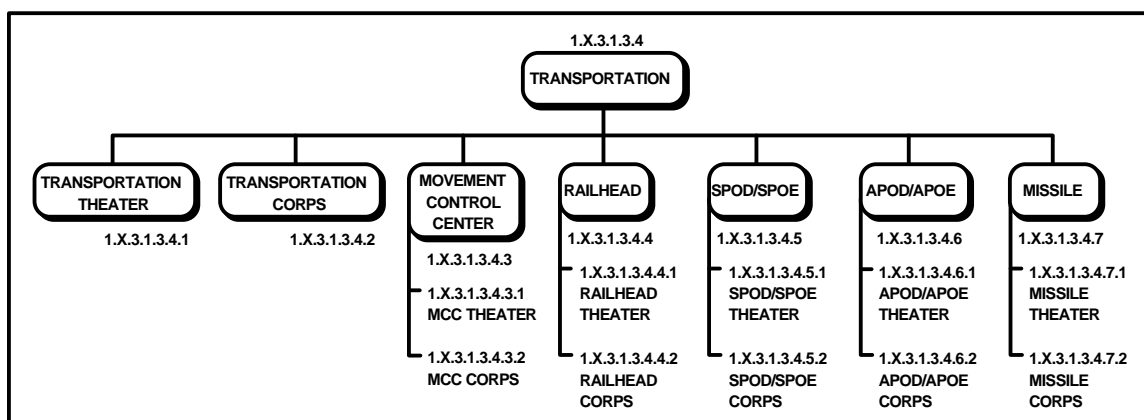 1.X.3.1.3.4
TRANSPORTATION
TRANSPORTATION
THEATER
1.X.3.1.3.4.1
TRANSPORTATION
CORPS
1.X.3.1.3.4.2
MOVEMENT
CONTROL
CENTER
1.X.3.1.3.4.3
1.X.3.1.3.4.3.1
MCC THEATER
1.X.3.1.3.4.3.2
MCC CORPS
RAILHEAD
1.X.3.1.3.4.4
1.X.3.1.3.4.4.1
RAILHEAD
THEATER
1.X.3.1.3.4.4.2
RAILHEAD
CORPS
SPOD/SPOE
1.X.3.1.3.4.5
1.X.3.1.3.4.5.1
SPOD/SPOE
THEATER
1.X.3.1.3.4.5.2
SPOD/SPOE
CORPS
APOD/APOE
1.X.3.1.3.4.6
1.X.3.1.3.4.6.1
APOD/APOE
THEATER
1.X.3.1.3.4.6.2
APOD/APOE
CORPS
MISSILE
1.X.3.1.3.4.7
1.X.3.1.3.4.7.1
MISSILE
THEATER
1.X.3.1.3.4.7.2
MISSILE
CORPS